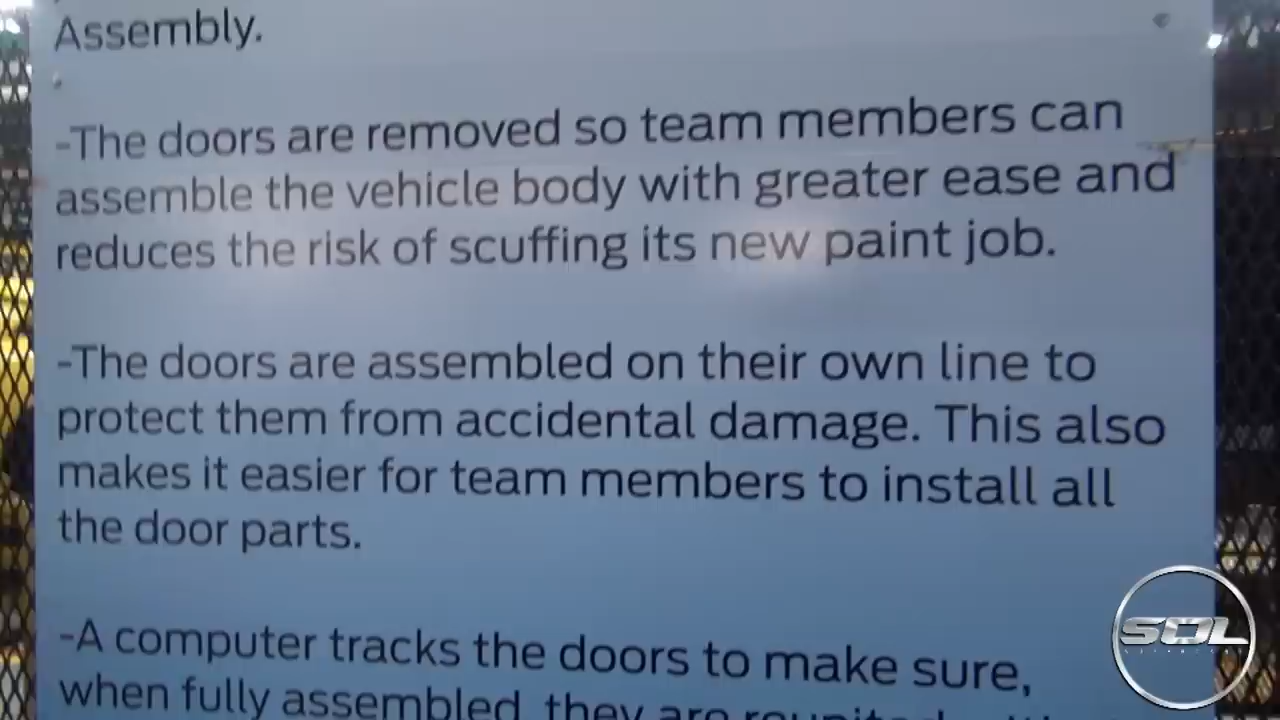 Assembly.
-The doors are removed so team members can
assemble the vehicle body with greater ease and
reduces the risk of scuffing its new paint job.
-The doors are assembled on their own line to
protect them from accidental damage. This also
makes it easier for team members to install all
the door parts.
-A computer tracks the doors to make sure,
when fully assembled, they are reunited
SOL